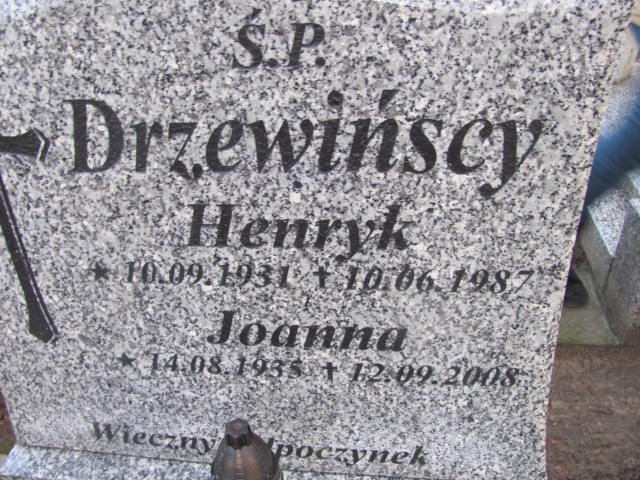 Ś.P.
Drzewińscy
Henryk
★ 10.09.1931 † 10.06.1987
Joanna
★ 14.08.1935 † 12.09.2008
Wieczny odpoczynek